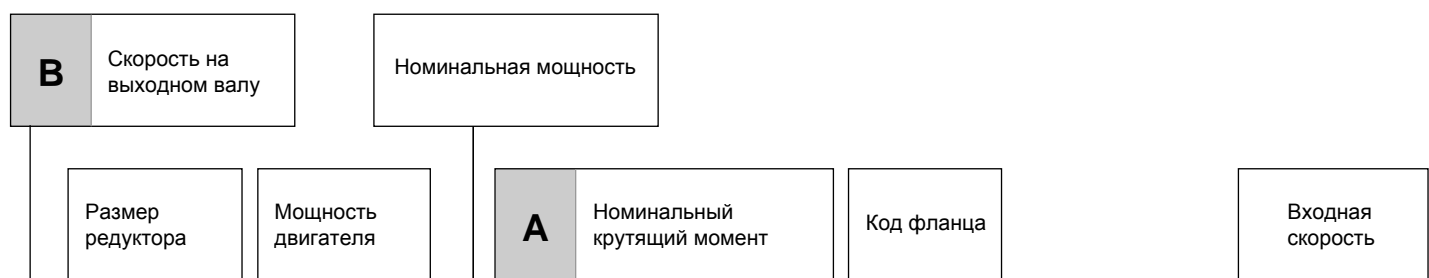 B
Скорость на
выходном валу
Номинальная мощность
Размер
редуктора
Мощность
двигателя
A
Номинальный
крутящий момент
Код фланца
Входная
скорость